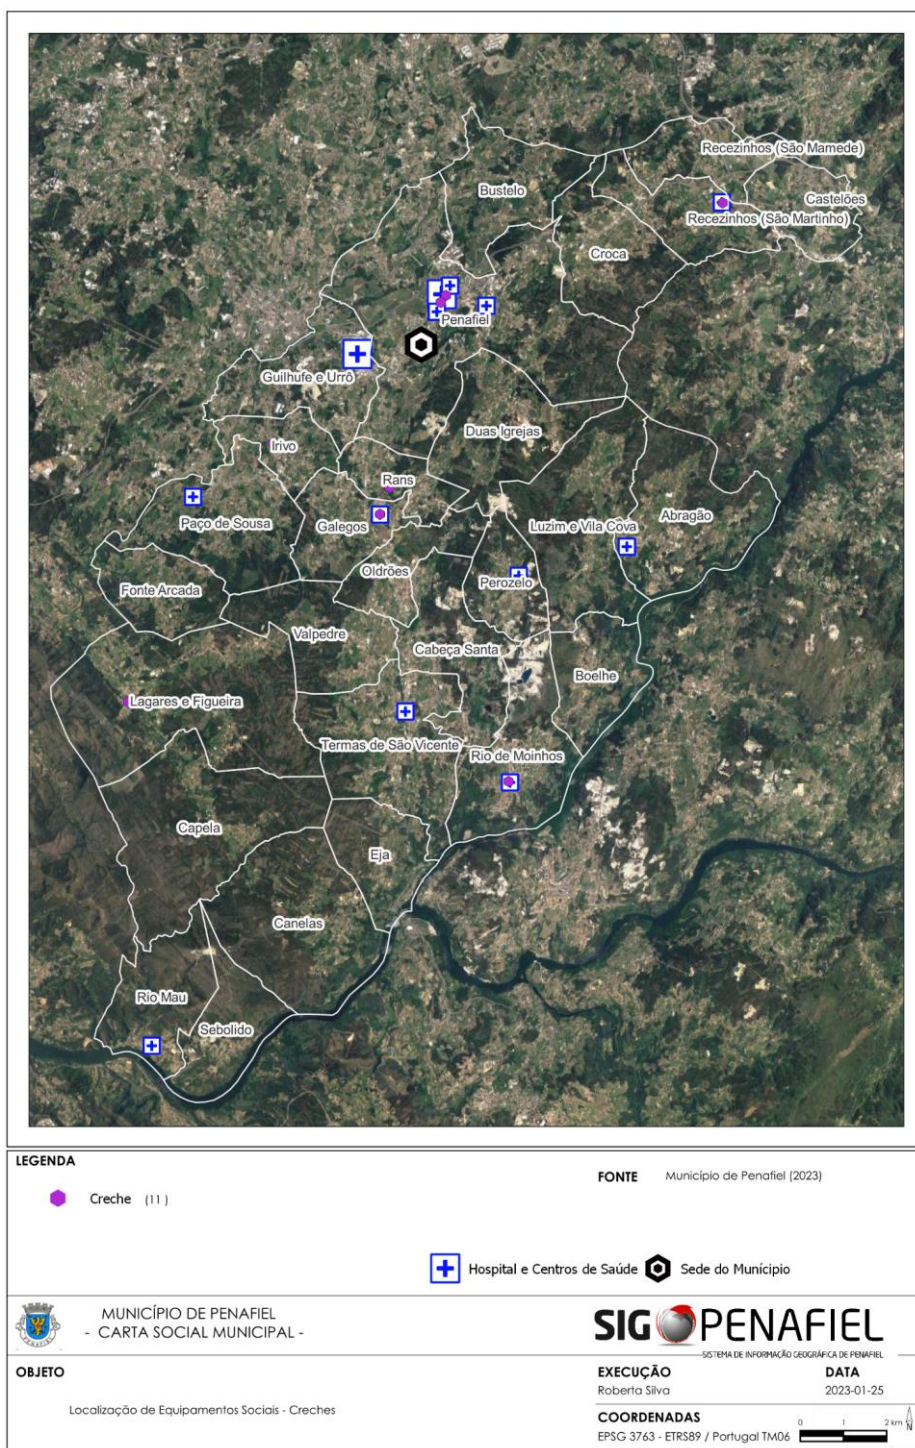 Recezinhos (São Mamede)
Bustelo
Castelões
Recezinhos (São Martinho)
Croca
Penafiel
Guilhufe e Urrô
Duas Igrejas
Irivo
Rans
Paço de Sousa
Galegos
Luzim e Vila Cova
Abragão
Oldrões
Perozelo
Fonte Arcada
Valpedre
Cabeça Santa
Boelhe
Lagares e Figueira
Termas de São Vicente
Rio de Moinhos
Capela
Eja
Canelas
Rio Mau
Sebolido
LEGENDA
Creche (11 )
FONTE Município de Penafiel (2023)
Hospital e Centros de Saúde
Sede do Munícipio
MUNICÍPIO DE PENAFIEL
- CARTA SOCIAL MUNICIPAL -
SIG PENAFIEL
SISTEMA DE INFORMAÇÃO GEOGRÁFICA DE PENAFIEL
OBJETO
Localização de Equipamentos Sociais - Creches
EXECUÇÃO
Roberta Silva
DATA
2023-01-25
COORDENADAS
EPSG 3763 - ETRS89 / Portugal TM06
0 1 2 km
N